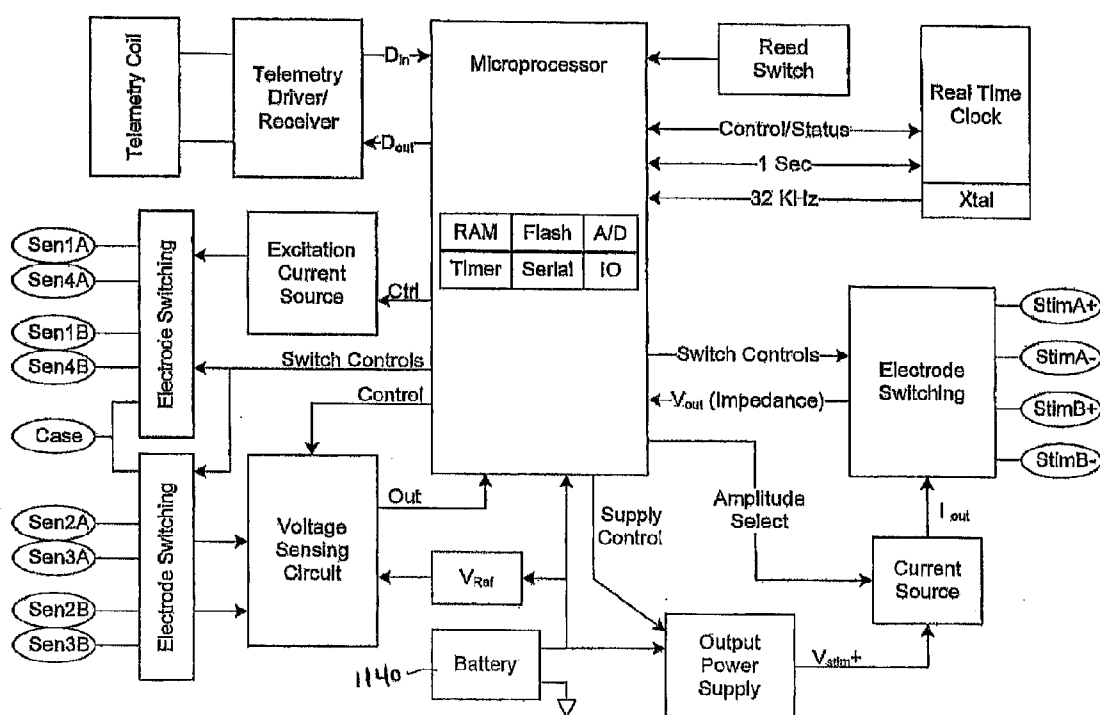 Telemetry Coil
Telemetry
Driver/
Receiver
Din
Dout
Microprocessor
RAM Flash A/D
Timer Serial IO
Reed
Switch
Real Time
Clock
Xtal
Control/Status
1 Sec
32 KHz
Sen1A
Sen4A
Sen1B
Sen4B
Case
Electrode Switching
Excitation
Current
Source
Ctrl
Switch Controls
Control
Sen2A
Sen3A
Sen2B
Sen3B
Electrode Switching
Voltage
Sensing
Circuit
Out
VRef
Battery
1140
Supply
Control
Output
Power
Supply
Vstim+
Amplitude
Select
Current
Source
I out
Switch Controls
Vout (Impedance)
Electrode
Switching
StimA+
StimA-
StimB+
StimB-